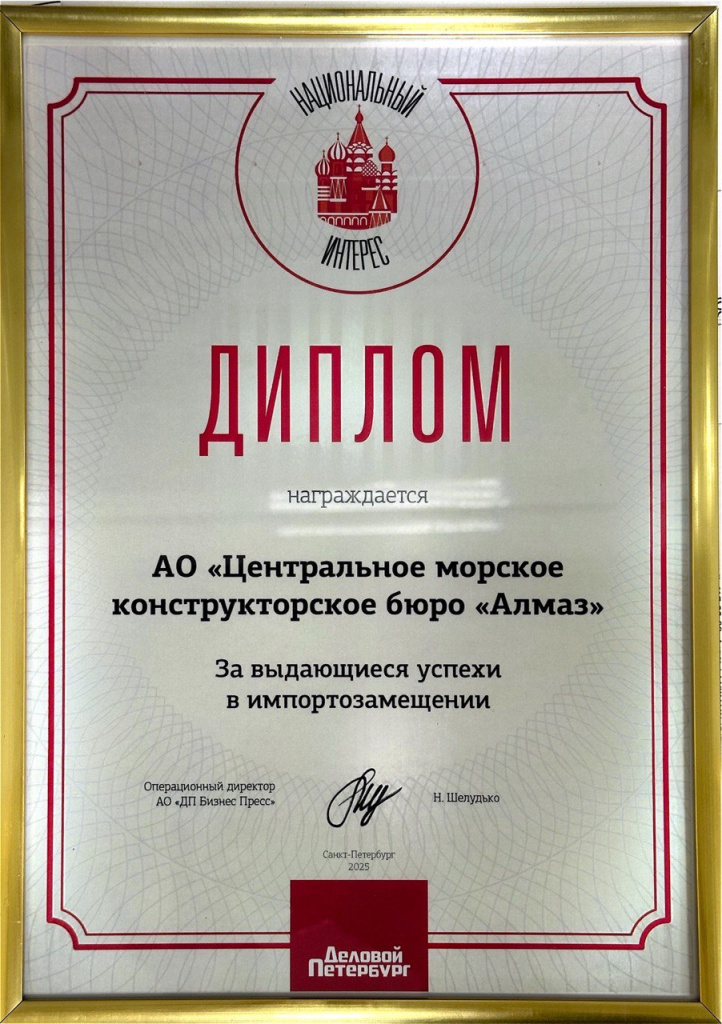 НАЦИОНАЛЬНЫЙ
ИНТЕРЕС
ДИПЛОМ
награждается
АО «Центральное морское
конструкторское бюро «Алмаз»
За выдающиеся успехи
в импортозамещении
Операционный директор
АО «ДП Бизнес Пресс»
Н. Шелудько
Санкт-Петербург
2025
Деловой
Петербург